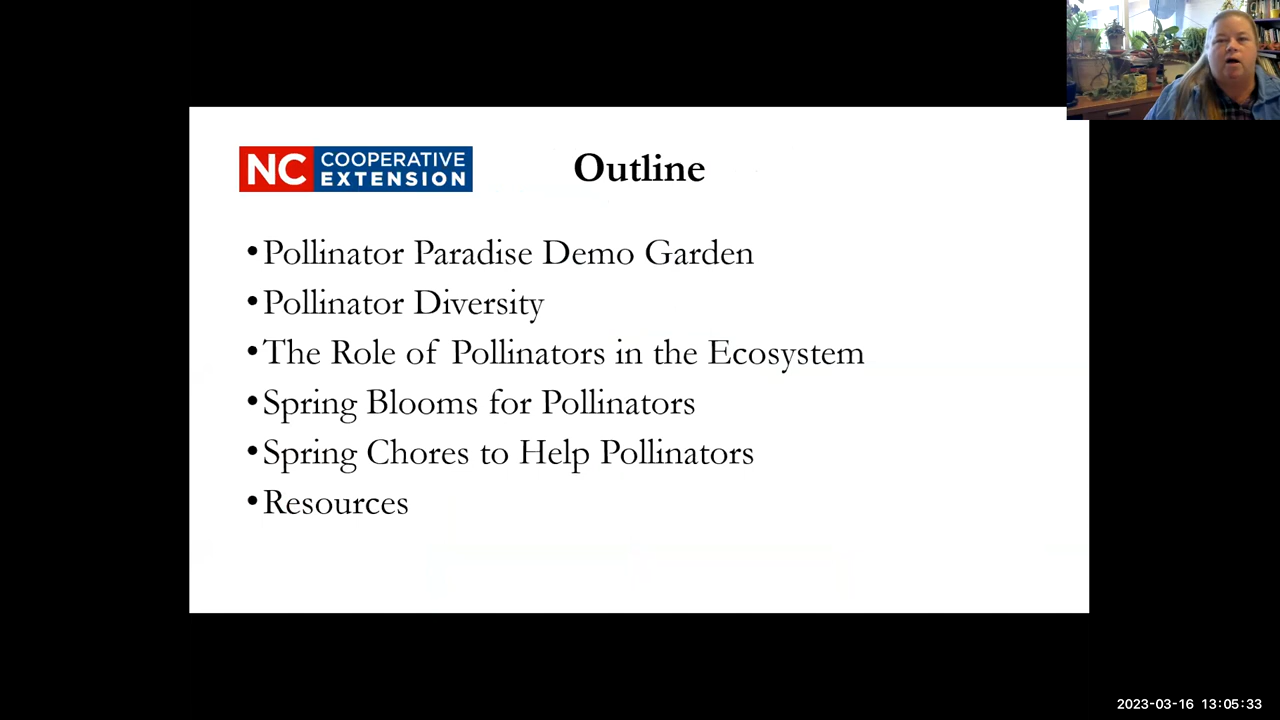 NC COOPERATIVE
EXTENSION
Outline
•Pollinator Paradise Demo Garden
•Pollinator Diversity
•The Role of Pollinators in the Ecosystem
•Spring Blooms for Pollinators
•Spring Chores to Help Pollinators
•Resources
2023-03-16 13:05:33